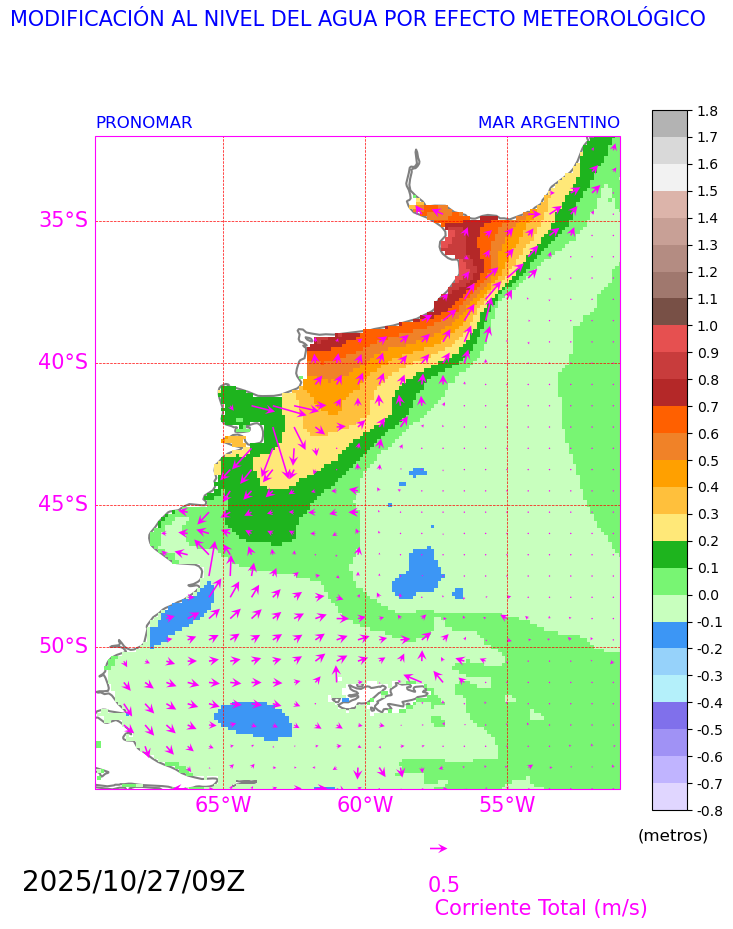 MODIFICACIÓN AL NIVEL DEL AGUA POR EFECTO METEOROLÓGICO
PRONOMAR MAR ARGENTINO
35°S
40°S
45°S
50°S
65°W 60°W 55°W
1.8
1.7
1.6
1.5
1.4
1.3
1.2
1.1
1.0
0.9
0.8
0.7
0.6
0.5
0.4
0.3
0.2
0.1
0.0
-0.1
-0.2
-0.3
-0.4
-0.5
-0.6
-0.7
-0.8
(metros)
2025/10/27/09Z
0.5
Corriente Total (m/s)